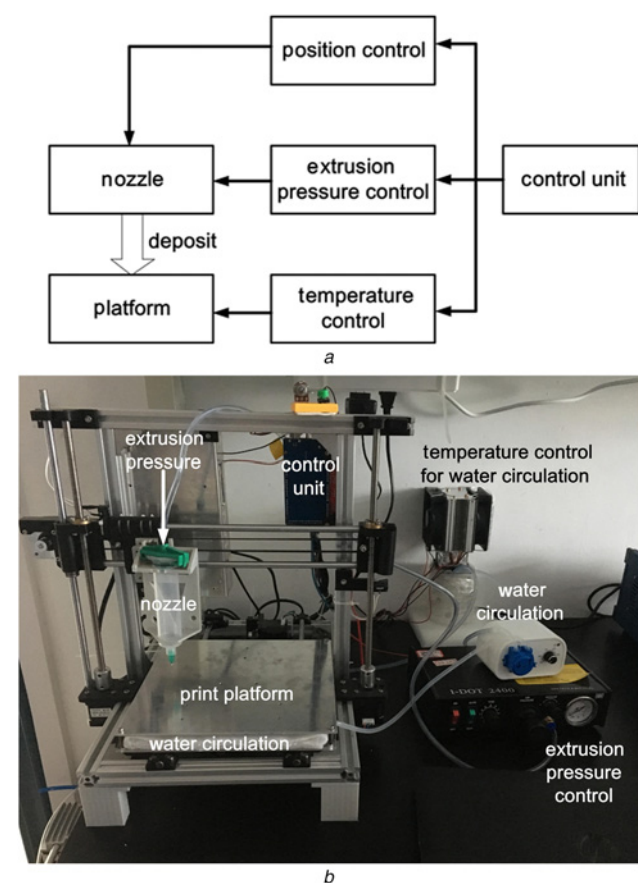 position control
nozzle
extrusion
pressure control
control unit
deposit
platform
temperature
control
a
extrusion
pressure
control
unit
temperature control
for water circulation
nozzle
water
circulation
print platform
I-DOT 2400
water circulation
extrusion
pressure
control
b